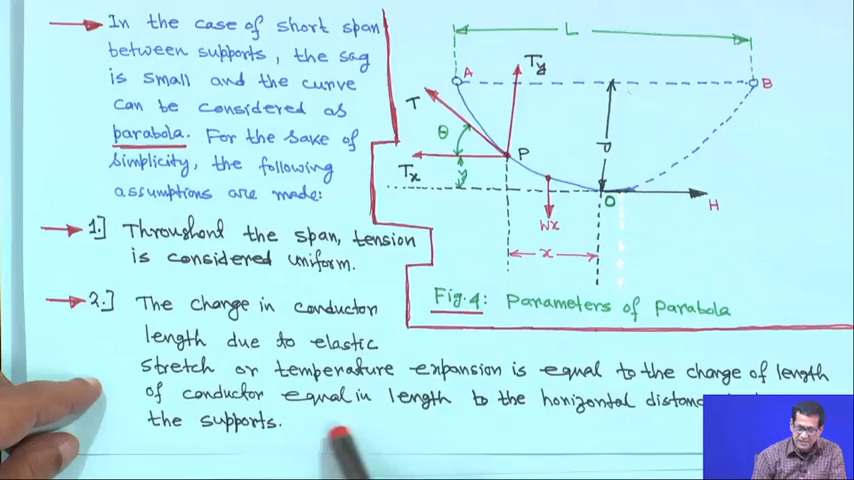 In the case of short span
between supports, the sag
is small and the curve
can be considered as
parabola. For the sake of
simplicity, the following
assumptions are made:
1.] Throughout the span, tension
is considered uniform.
2.] The change in conductor
length due to elastic
stretch or temperature expansion is equal to the change of length
of conductor equal in length to the horizontal distance
the supports.
L
A
B
Ty
T
θ
P
Tx
y
d
O
H
Wx
x
Fig.4: Parameters of Parabola